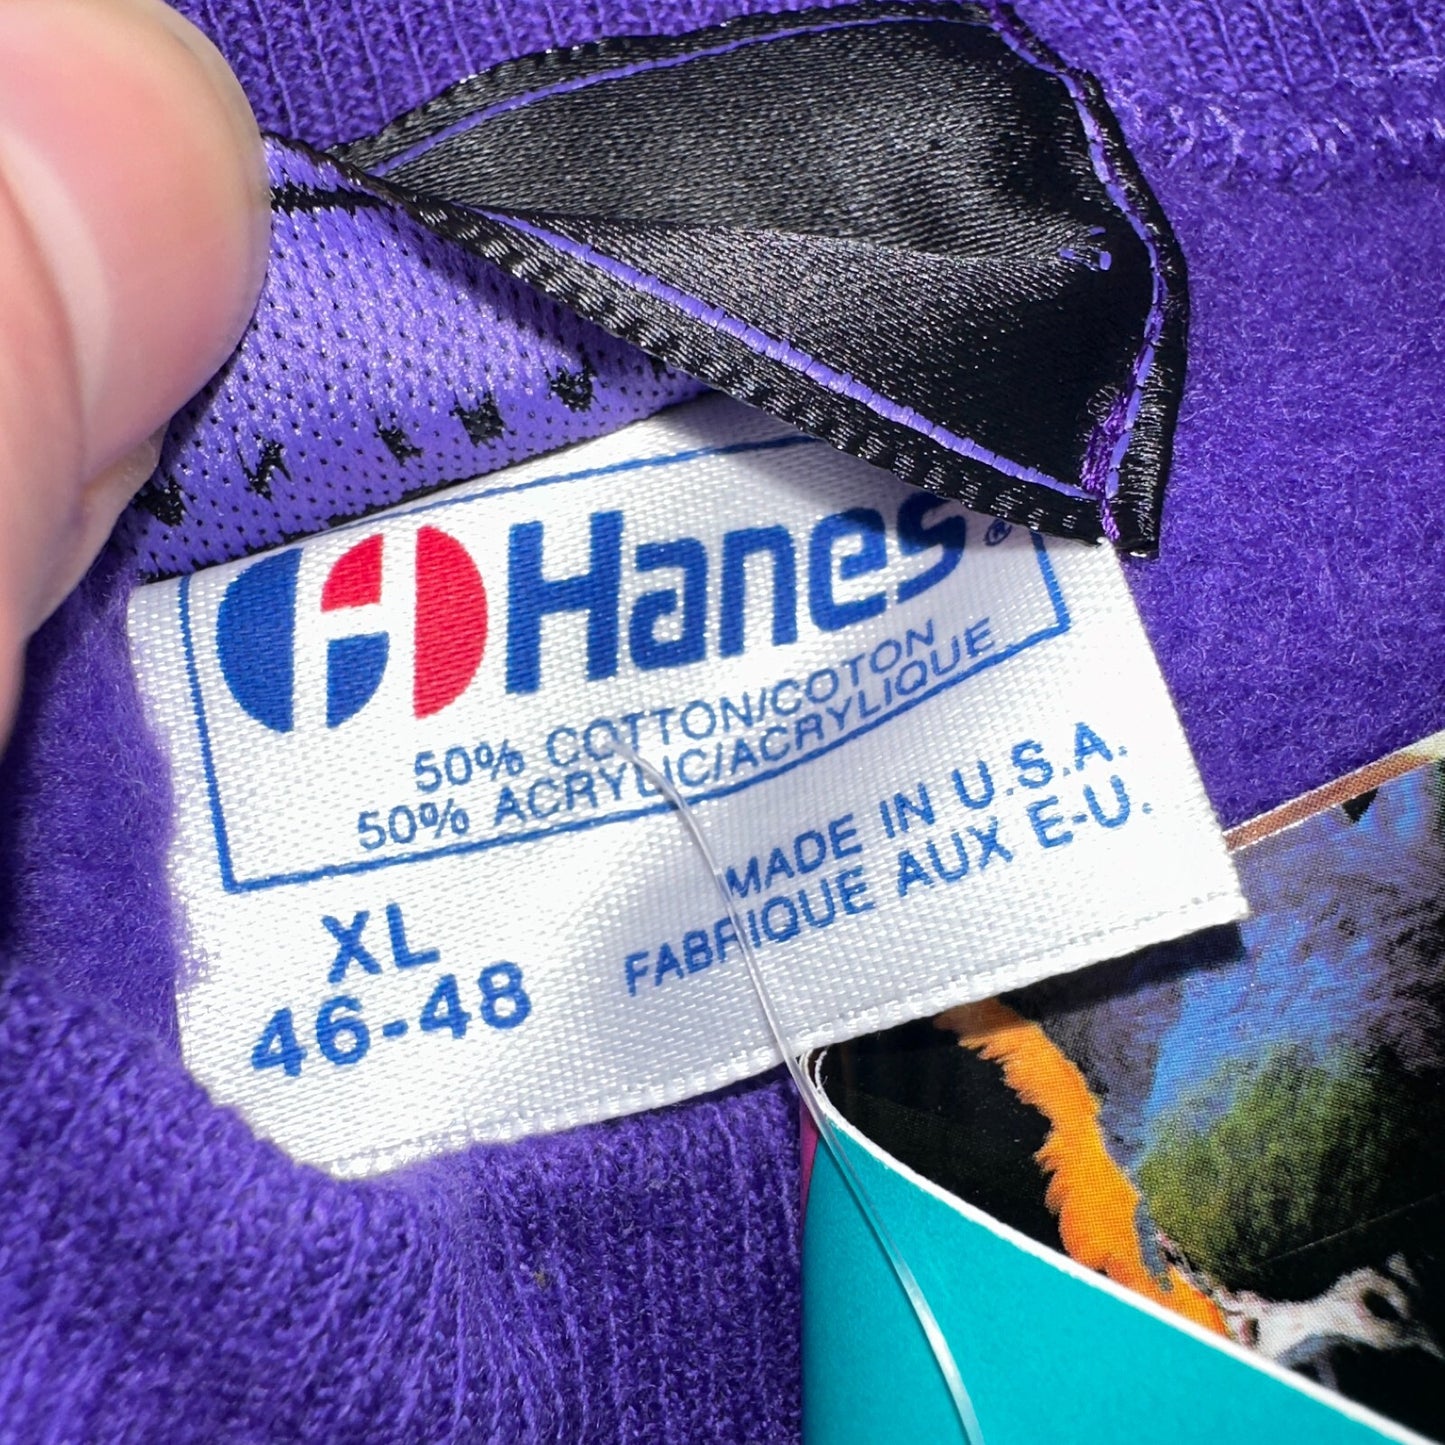 Hanes®
50% COTTON/COTON
50% ACRYLIC/ACRYLIQUE
XL
46-48
MADE IN U.S.A.
FABRIQUE AUX E-U.